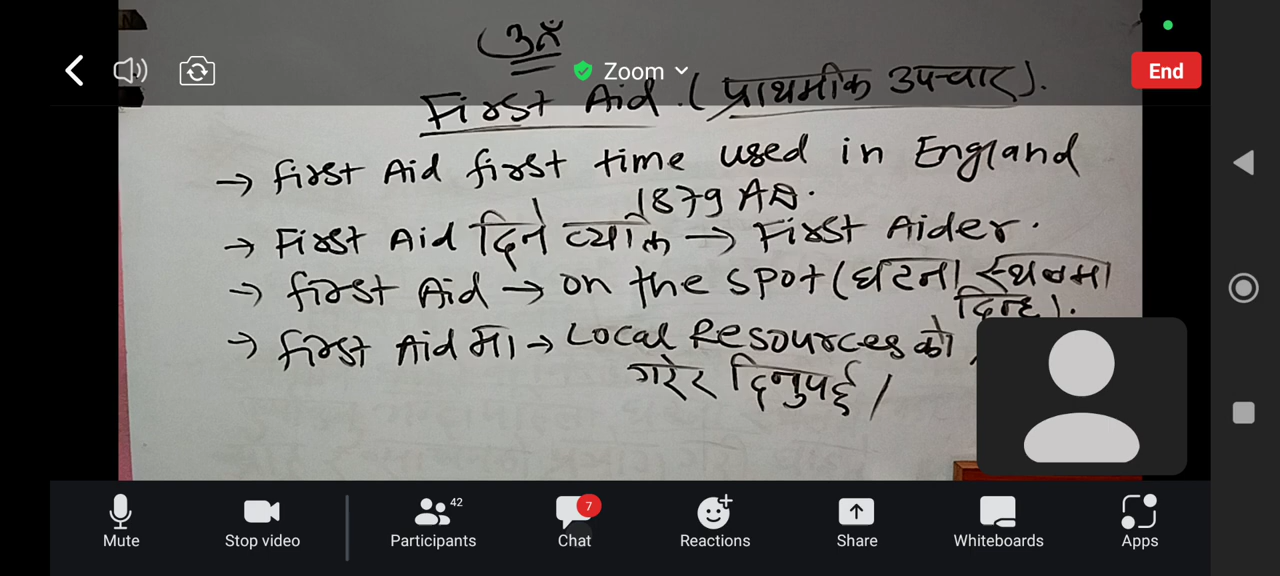 N
ॐ
Zoom
End
First Aid . ( प्राथमीक उपचार ) .
→ First Aid first time used in England
1879 AD.
→ First Aid दिने व्यक्ति → First Aider .
→ First Aid → on the spot ( घटना स्थलमा
दिन्छ ) .
→ First Aid मा → Local Resources को
गरेर दिनुपर्छ /
Mute
Stop video
Participants 42
Chat 7
Reactions
Share
Whiteboards
Apps